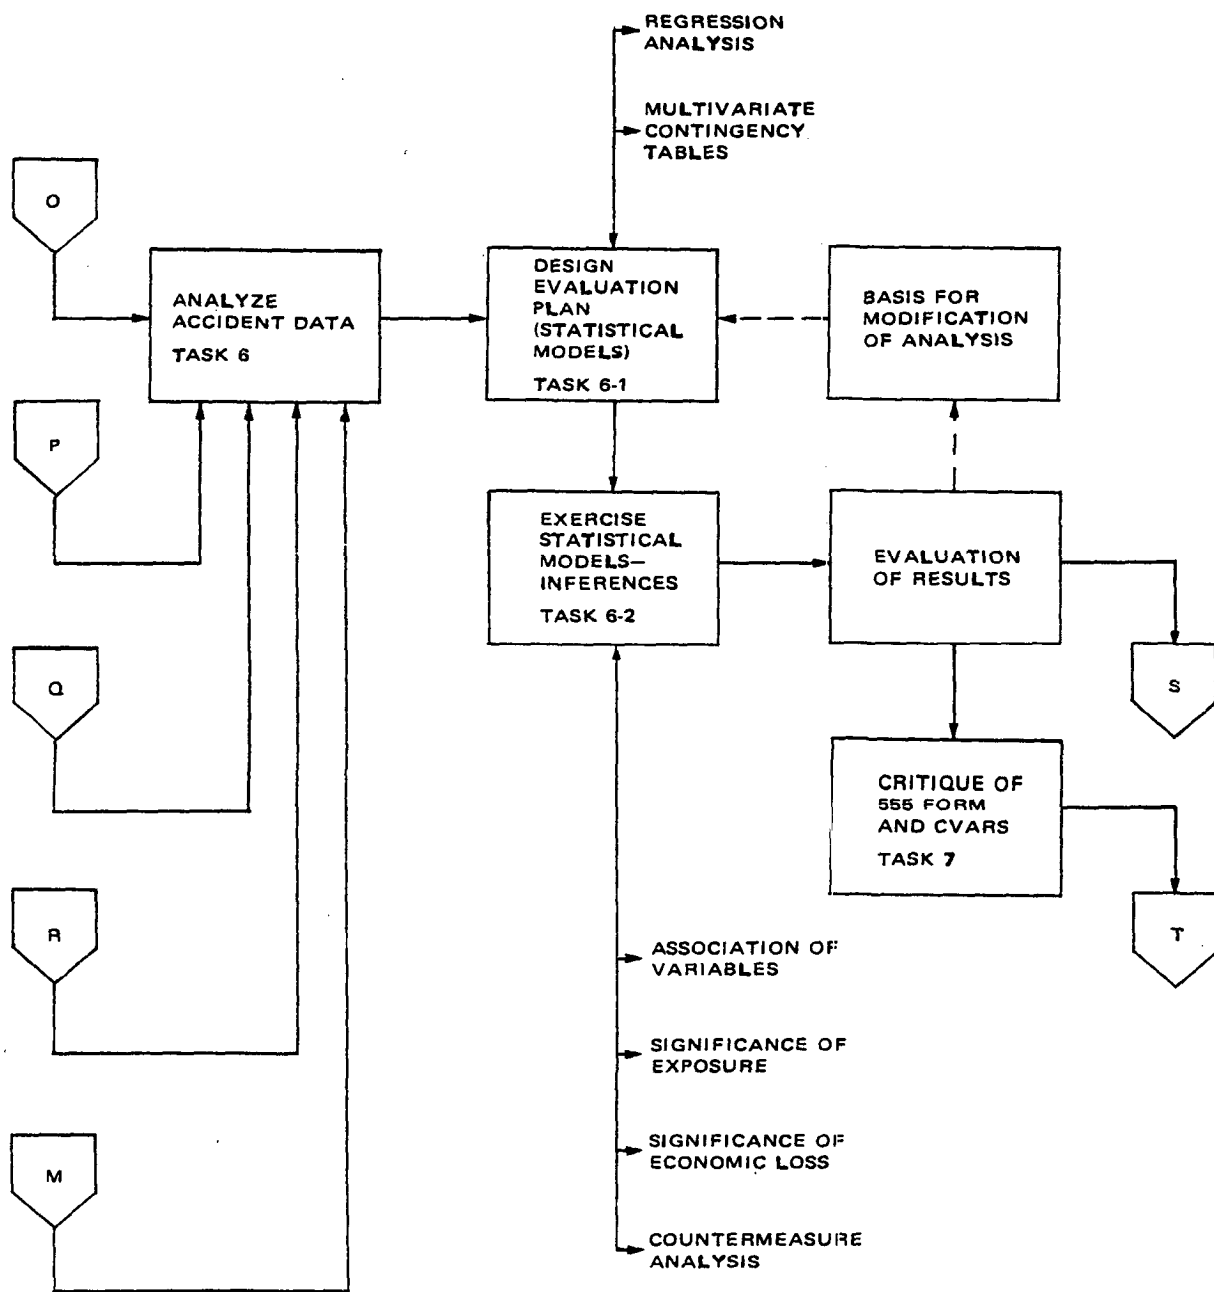 REGRESSION
ANALYSIS
MULTIVARIATE
CONTINGENCY
TABLES
O
ANALYZE
ACCIDENT DATA
TASK 6
DESIGN
EVALUATION
PLAN
(STATISTICAL
MODELS)
TASK 6-1
BASIS FOR
MODIFICATION
OF ANALYSIS
P
EXERCISE
STATISTICAL
MODELS—
INFERENCES
TASK 6-2
EVALUATION
OF RESULTS
Q
S
CRITIQUE OF
555 FORM
AND CVARS
TASK 7
R
T
ASSOCIATION OF
VARIABLES
SIGNIFICANCE OF
EXPOSURE
SIGNIFICANCE OF
ECONOMIC LOSS
M
COUNTERMEASURE
ANALYSIS